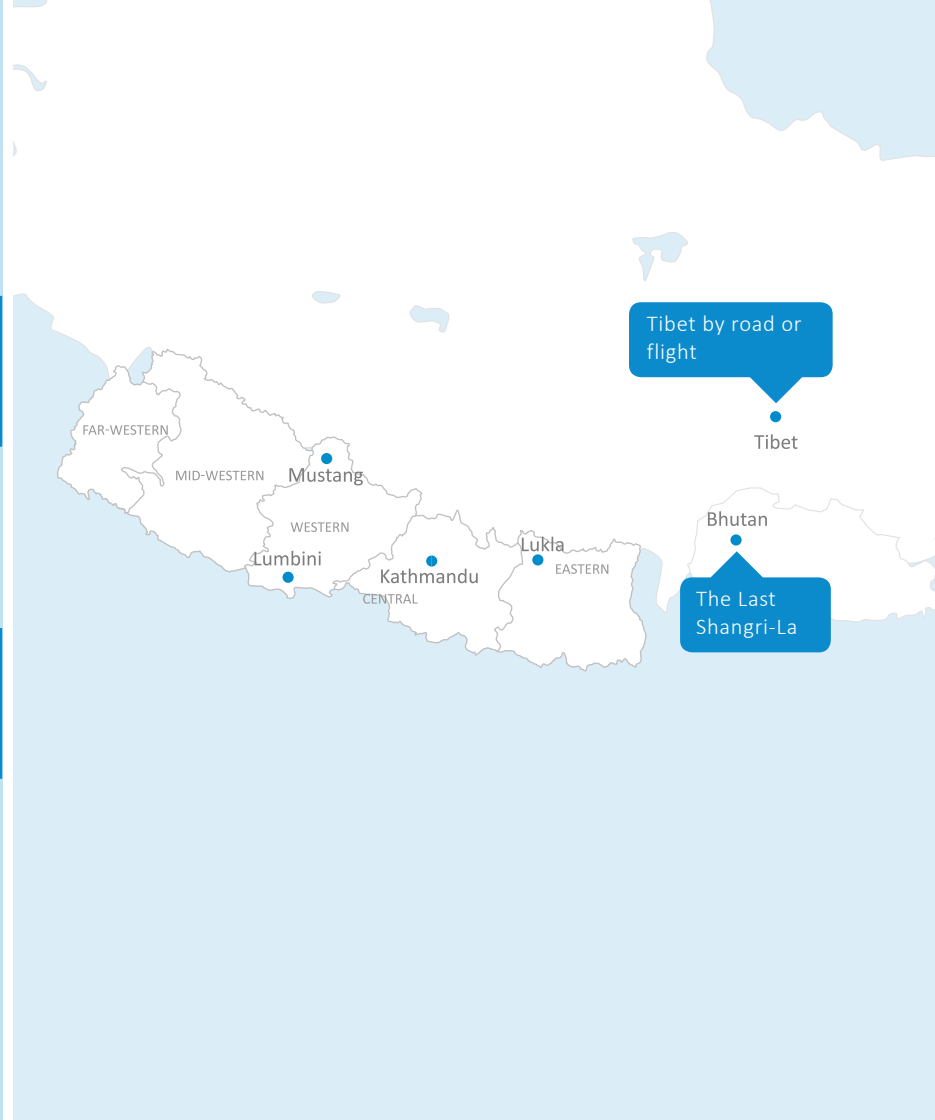 Tibet by road or
flight
Tibet
FAR-WESTERN
MID-WESTERN
Mustang
WESTERN
Bhutan
Lumbini
Lukla
Kathmandu
EASTERN
CENTRAL
The Last
Shangri-La